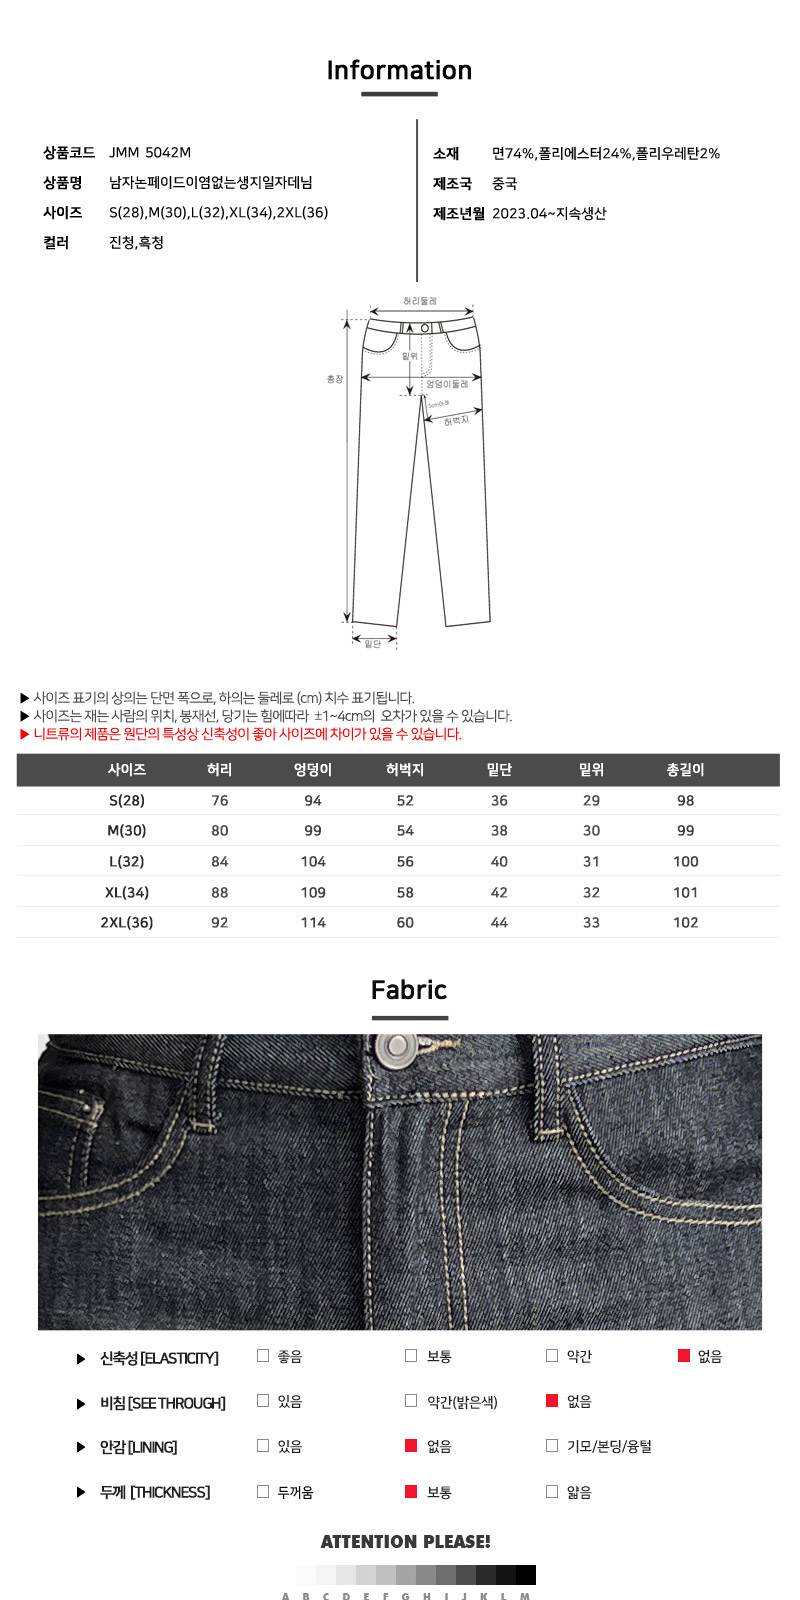 Information
상품코드 JMM 5042M
상품명 남자논페이드이염없는생지일자데님
사이즈 S(28),M(30),L(32),XL(34),2XL(36)
컬러 진청,흑청
소재 면74%,폴리에스터24%,폴리우레탄2%
제조국 중국
제조년월 2023.04~지속생산
허리둘레
밑위
총장
엉덩이둘레
5cm아래
허벅지
밑단
▶ 사이즈 표기의 상의는 단면 폭으로, 하의는 둘레로 (cm) 치수 표기됩니다.
▶ 사이즈는 재는 사람의 위치, 봉재선, 당기는 힘에따라 ±1~4cm의 오차가 있을 수 있습니다.
▶ 니트류의 제품은 원단의 특성상 신축성이 좋아 사이즈에 차이가 있을 수 있습니다.
사이즈 허리 엉덩이 허벅지 밑단 밑위 총길이
S(28) 76 94 52 36 29 98
M(30) 80 99 54 38 30 99
L(32) 84 104 56 40 31 100
XL(34) 88 109 58 42 32 101
2XL(36) 92 114 60 44 33 102
Fabric
▶ 신축성 [ELASTICITY] 좋음 보통 약간 없음
▶ 비침 [SEE THROUGH] 있음 약간(밝은색) 없음
▶ 안감 [LINING] 있음 없음 기모/본딩/융털
▶ 두께 [THICKNESS] 두꺼움 보통 얇음
ATTENTION PLEASE!
A B C D E F G H I J K L M